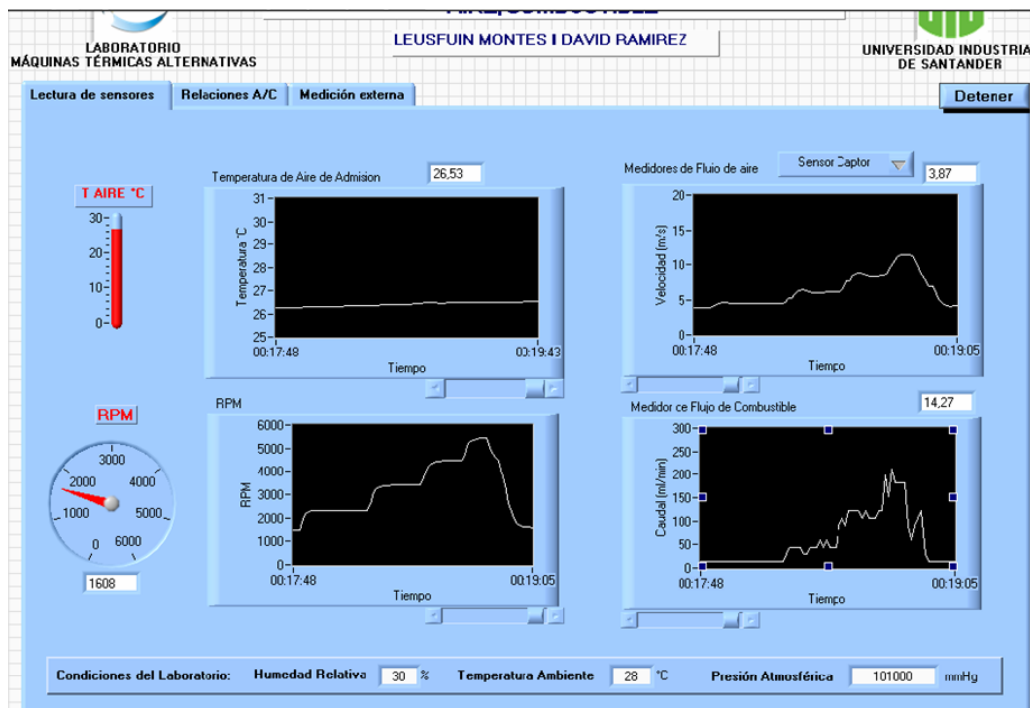 AIRE/COMBUSTIBLE
LEUSFUIN MONTES I DAVID RAMIREZ
LABORATORIO
MÁQUINAS TÉRMICAS ALTERNATIVAS
UNIVERSIDAD INDUSTRIA
DE SANTANDER
Lectura de sensores
Relaciones A/C
Medición externa
Detener
T AIRE °C
30
20
10
0
Temperatura de Aire de Admision
26,53
Temperatura °C
31
30
29
28
27
26
25
00:17:48
00:19:43
Tiempo
Medidores de Fluio de aire
Sensor Captor
3,87
Velocidad (m/s)
20
15
10
5
0
00:17:48
00:19:05
Tiempo
RPM
0
1000
2000
3000
4000
5000
6000
1608
RPM
RPM
6000
5000
4000
3000
2000
1000
0
00:17:48
00:19:05
Tiempo
Medidor ce Flujo de Combustible
14,27
Caudal (ml/min)
300
250
200
150
100
50
0
00:17:48
00:19:05
Tiempo
Condiciones del Laboratorio: Humedad Relativa 30 % Temperatura Ambiente 28 °C Presión Atmosférica 101000 mmHg